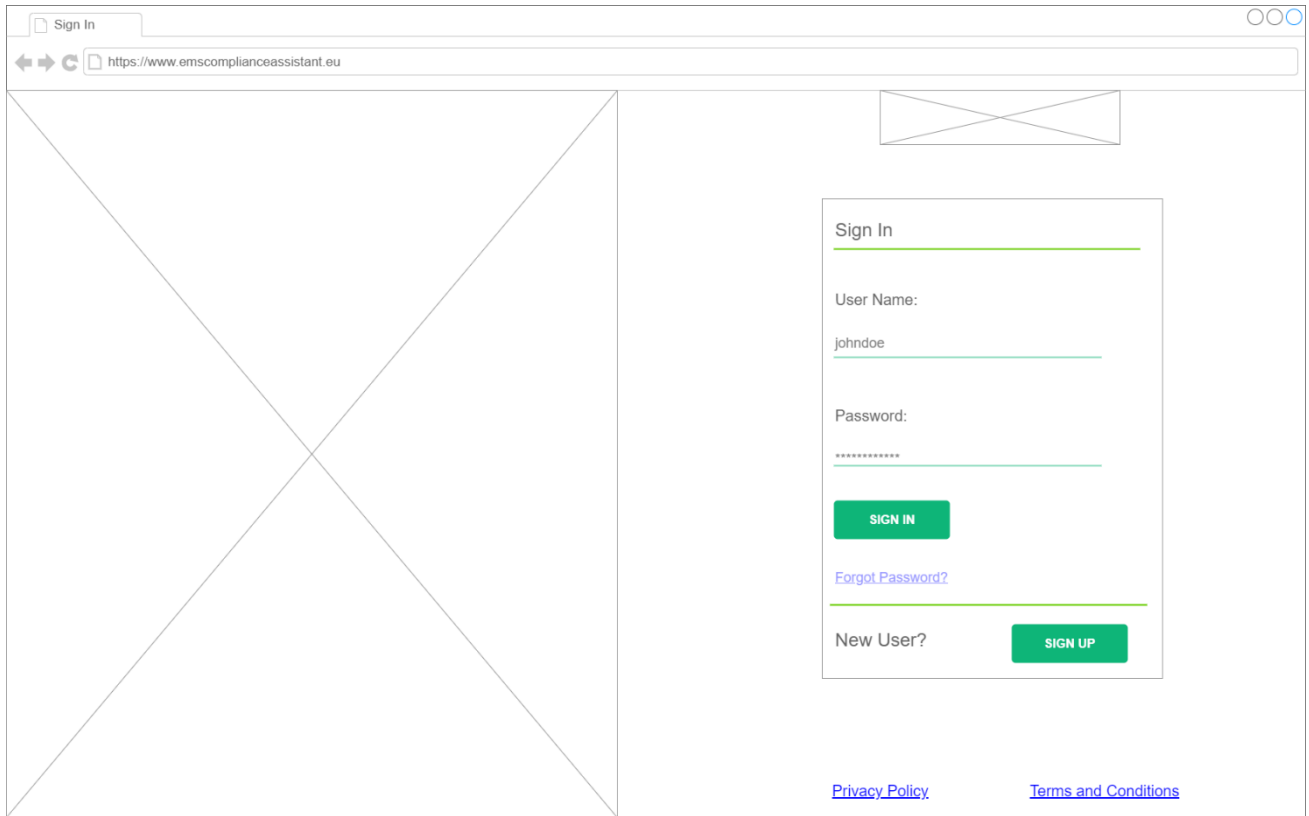 Sign In
https://www.emscomplianceassistant.eu
Sign In
User Name:
johndoe
Password:
************
SIGN IN
Forgot Password?
New User?
SIGN UP
Privacy Policy
Terms and Conditions